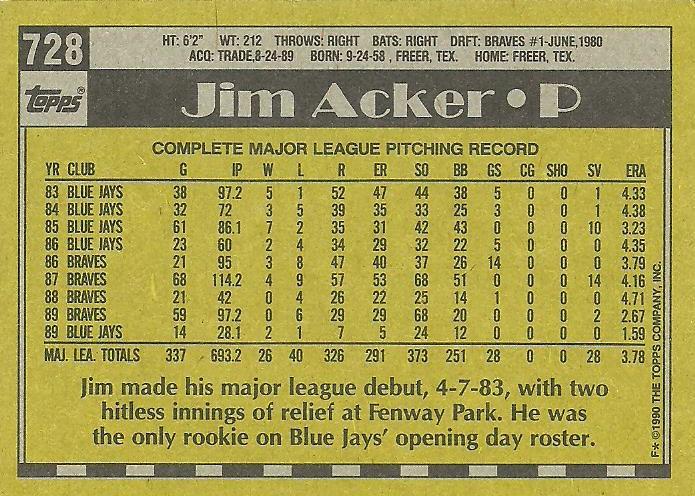 728
HT: 6'2" WT: 212 THROWS: RIGHT BATS: RIGHT DRFT: BRAVES #1-JUNE,1980
ACQ: TRADE,8-24-89 BORN: 9-24-58 , FREER, TEX. HOME: FREER, TEX.
topps®
Jim Acker • P
COMPLETE MAJOR LEAGUE PITCHING RECORD
YR CLUB G IP W L R ER SO BB GS CG SHO SV ERA
83 BLUE JAYS 38 97.2 5 1 52 47 44 38 5 0 0 1 4.33
84 BLUE JAYS 32 72 3 5 39 35 33 25 3 0 0 1 4.38
85 BLUE JAYS 61 86.1 7 2 35 31 42 43 0 0 0 10 3.23
86 BLUE JAYS 23 60 2 4 34 29 32 22 5 0 0 0 4.35
86 BRAVES 21 95 3 8 47 40 37 26 14 0 0 0 3.79
87 BRAVES 68 114.2 4 9 57 53 68 51 0 0 0 14 4.16
88 BRAVES 21 42 0 4 26 22 25 14 1 0 0 0 4.71
89 BRAVES 59 97.2 0 6 29 29 68 20 0 0 0 2 2.67
89 BLUE JAYS 14 28.1 2 1 7 5 24 12 0 0 0 0 1.59
MAJ. LEA. TOTALS 337 693.2 26 40 326 291 373 251 28 0 0 28 3.78
Jim made his major league debut, 4-7-83, with two
hitless innings of relief at Fenway Park. He was
the only rookie on Blue Jays' opening day roster.
F* ©1990 THE TOPPS COMPANY, INC.